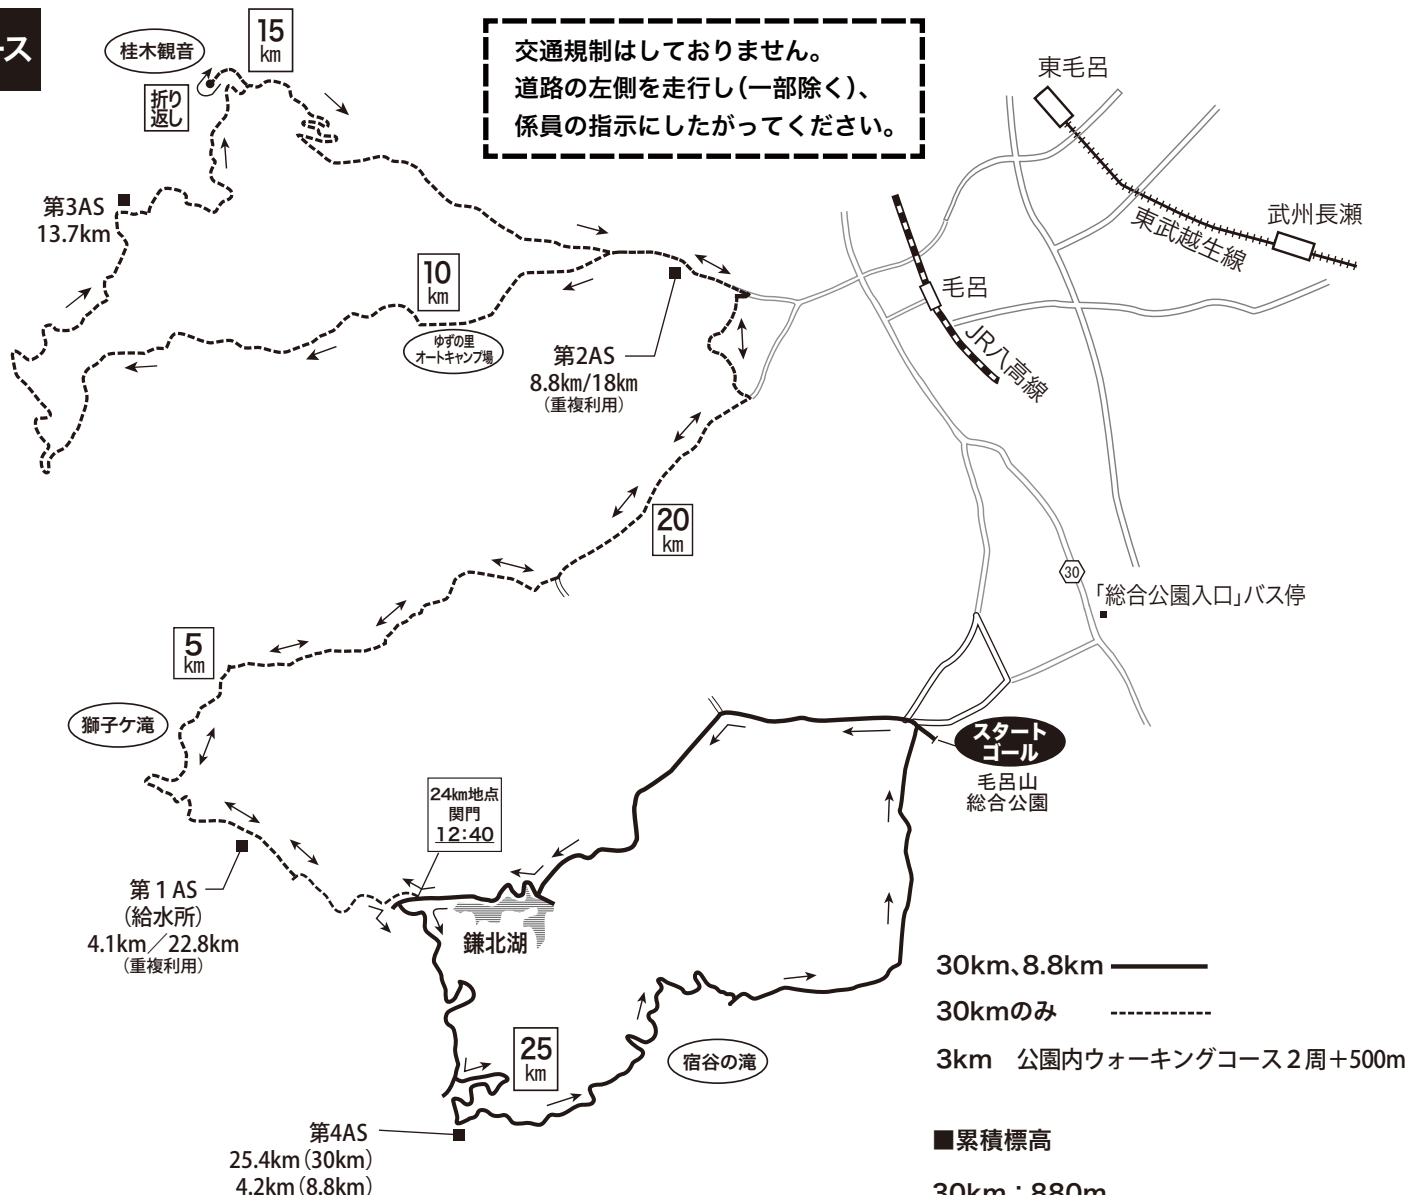 ース
桂木観音
15
km
折り
返し
交通規制はしておりません。
道路の左側を走行し(一部除く)、
係員の指示にしたがってください。
東毛呂
武州長瀬
東武越生線
第3AS
13.7km
10
km
ゆずの里
オートキャンプ場
第2AS
8.8km/18km
(重複利用)
毛呂
JR八高線
20
km
30
「総合公園入口」バス停
5
km
獅子ケ滝
スタート
ゴール
毛呂山
総合公園
24km地点
関門
12:40
第1AS
(給水所)
4.1km/22.8km
(重複利用)
鎌北湖
25
km
宿谷の滝
第4AS
25.4km(30km)
4.2km(8.8km)
30km、8.8km
30kmのみ
3km 公園内ウォーキングコース2周+500m
■累積標高
30km:880m